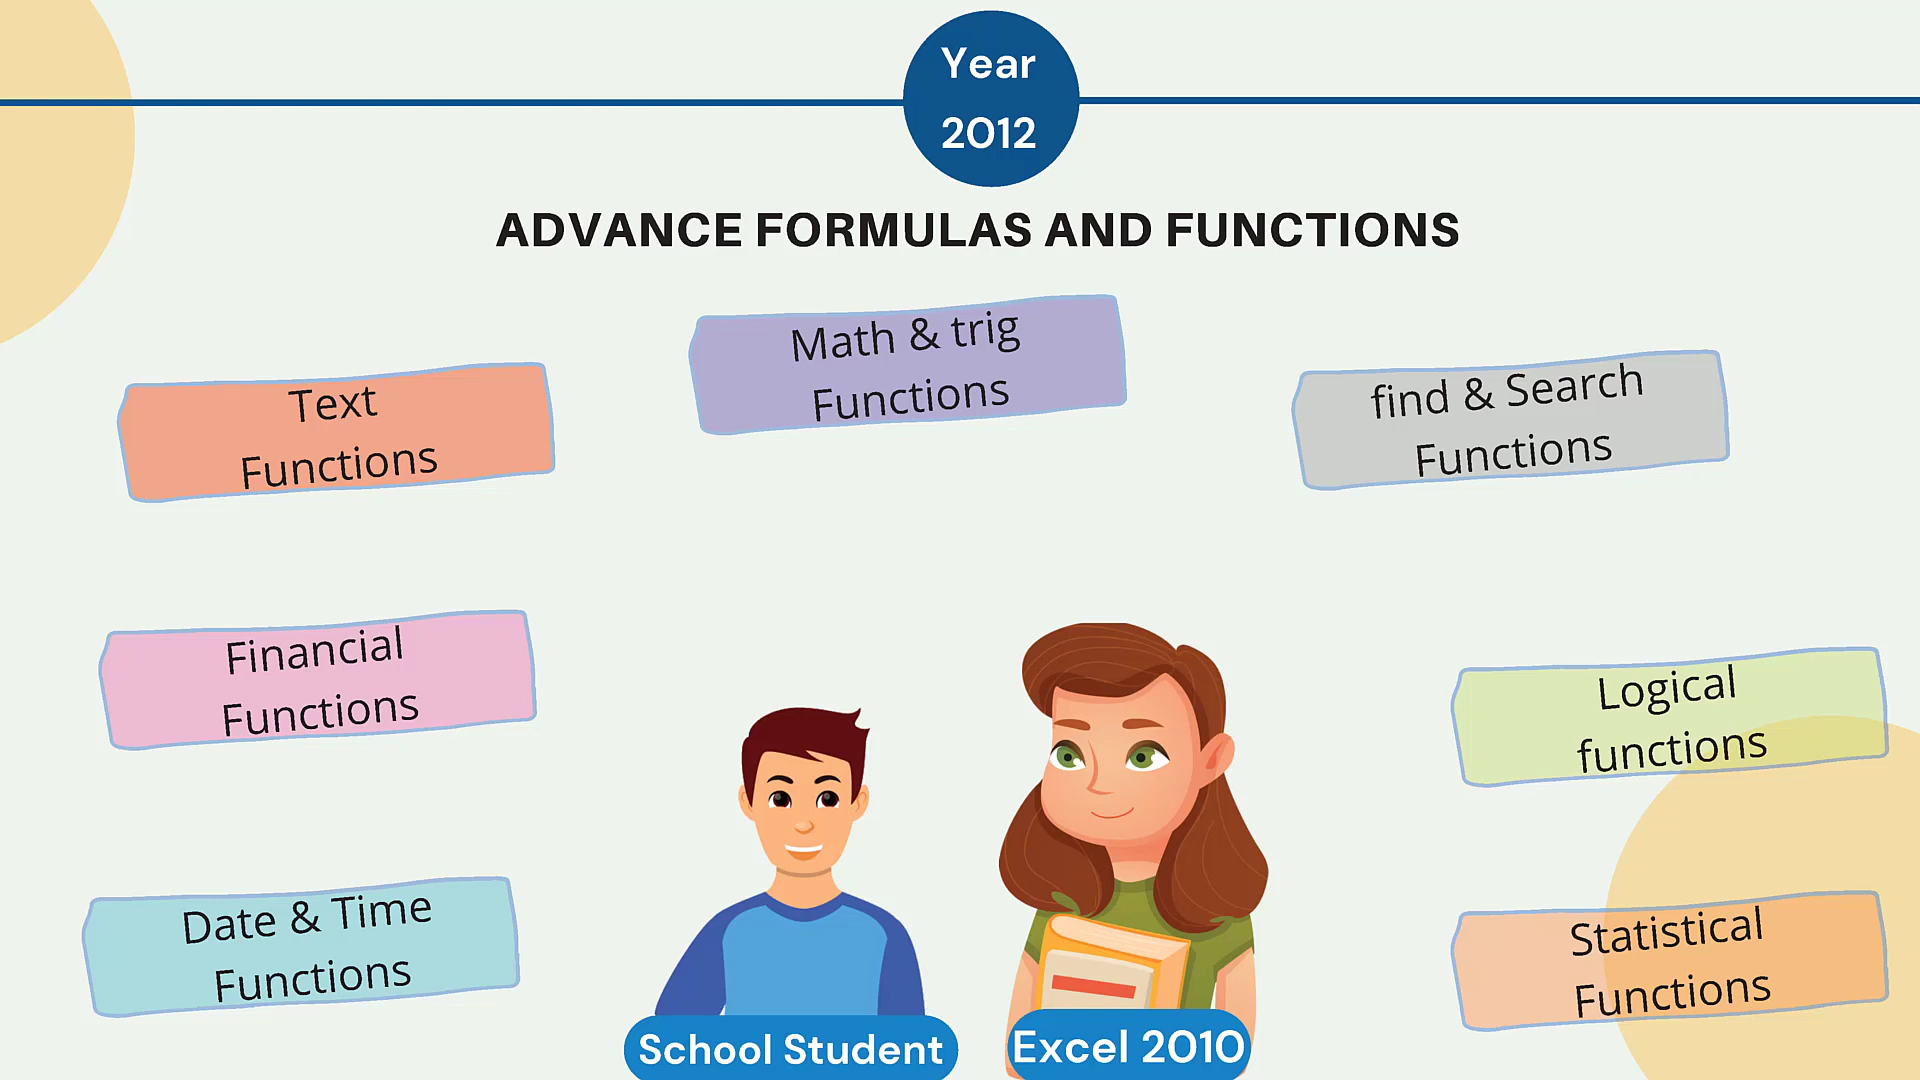 Year
2012
ADVANCE FORMULAS AND FUNCTIONS
Math & trig
Functions
Text
Functions
find & Search
Functions
Financial
Functions
Logical
functions
Date & Time
Functions
Statistical
Functions
School Student
Excel 2010